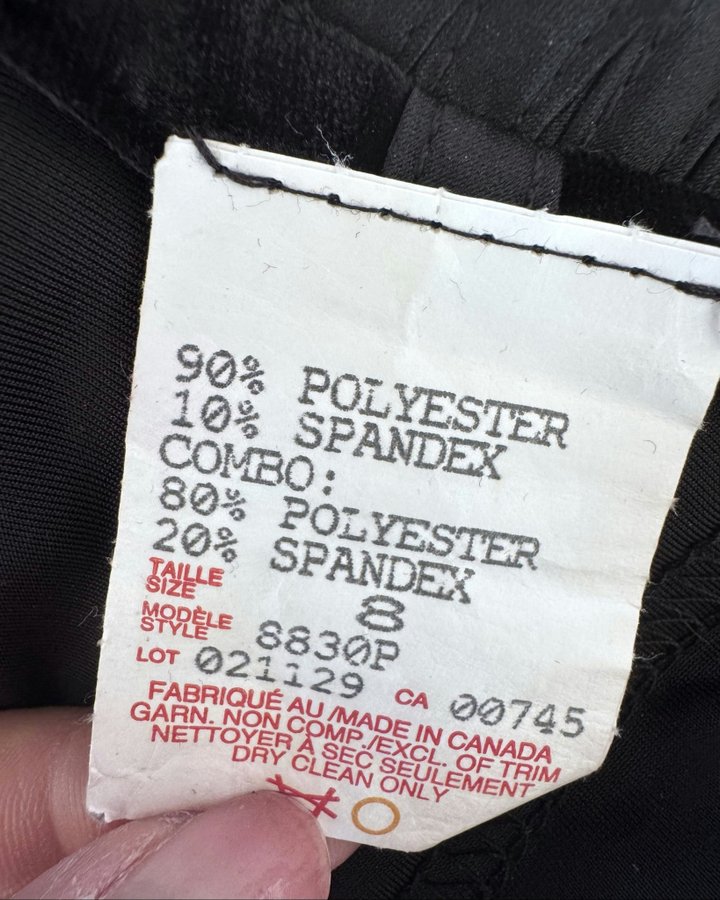 90% POLYESTER
10% SPANDEX
COMBO:
80% POLYESTER
20% SPANDEX
TAILLE
SIZE 8
MODÈLE
STYLE 8830P
LOT 021129 CA 00745
FABRIQUÉ AU/MADE IN CANADA
GARN. NON COMP./EXCL. OF TRIM
NETTOYER À SEC SEULEMENT
DRY CLEAN ONLY